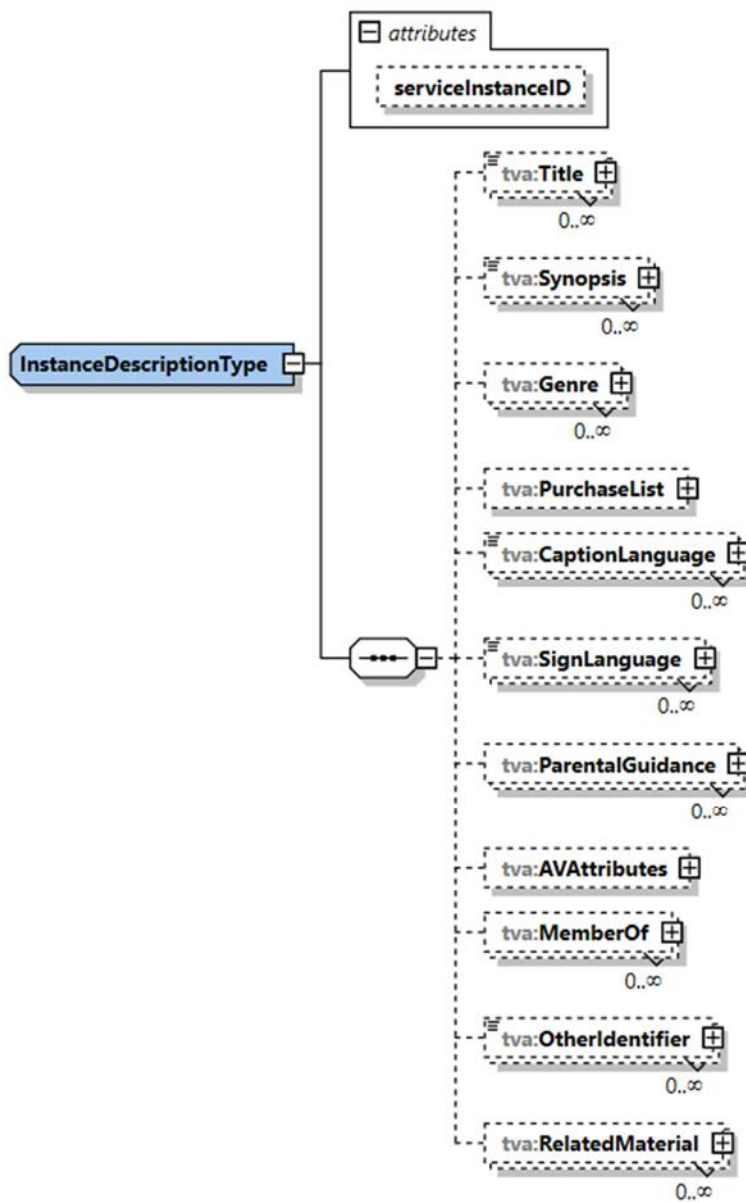 attributes
serviceInstanceID
tva:Title
0..∞
tva:Synopsis
0..∞
InstanceDescriptionType
tva:Genre
0..∞
tva:PurchaseList
tva:CaptionLanguage
0..∞
tva:SignLanguage
0..∞
tva:ParentalGuidance
0..∞
tva:AVAttributes
tva:MemberOf
0..∞
tva:OtherIdentifier
0..∞
tva:RelatedMaterial
0..∞